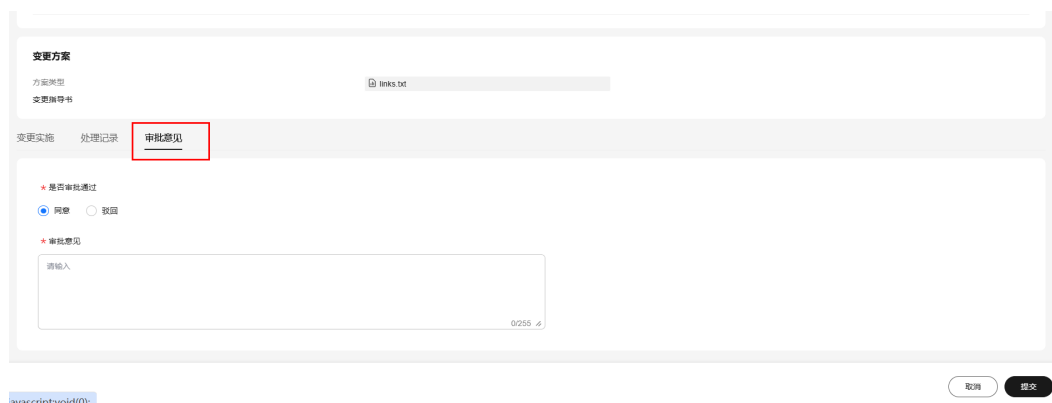 变更方案
方案类型
links.txt
变更指导书
变更实施 处理记录 审批意见
* 是否审批通过
同意 驳回
* 审批意见
请输入
0/255
取消 提交
avascript:void(0);